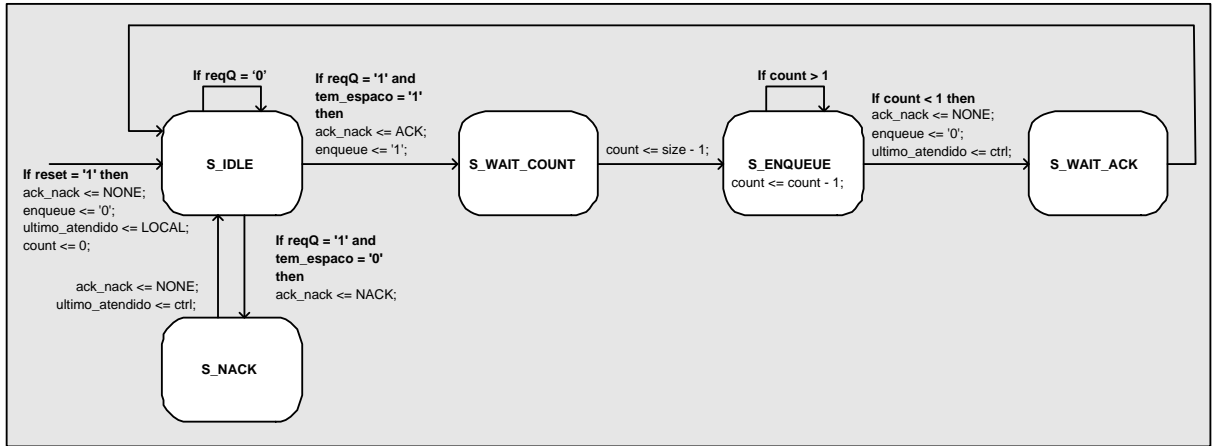 If reqQ = ‘0’
If reqQ = '1' and
tem_espaco = '1'
then
ack_nack <= ACK;
enqueue <= '1';
If count > 1
If count < 1 then
ack_nack <= NONE;
enqueue <= '0';
ultimo_atendido <= ctrl;
S_IDLE
S_WAIT_COUNT
count <= size - 1;
S_ENQUEUE
count <= count - 1;
S_WAIT_ACK
If reset = '1' then
ack_nack <= NONE;
enqueue <= '0';
ultimo_atendido <= LOCAL;
count <= 0;
If reqQ = '1' and
tem_espaco = '0'
then
ack_nack <= NACK;
ack_nack <= NONE;
ultimo_atendido <= ctrl;
S_NACK